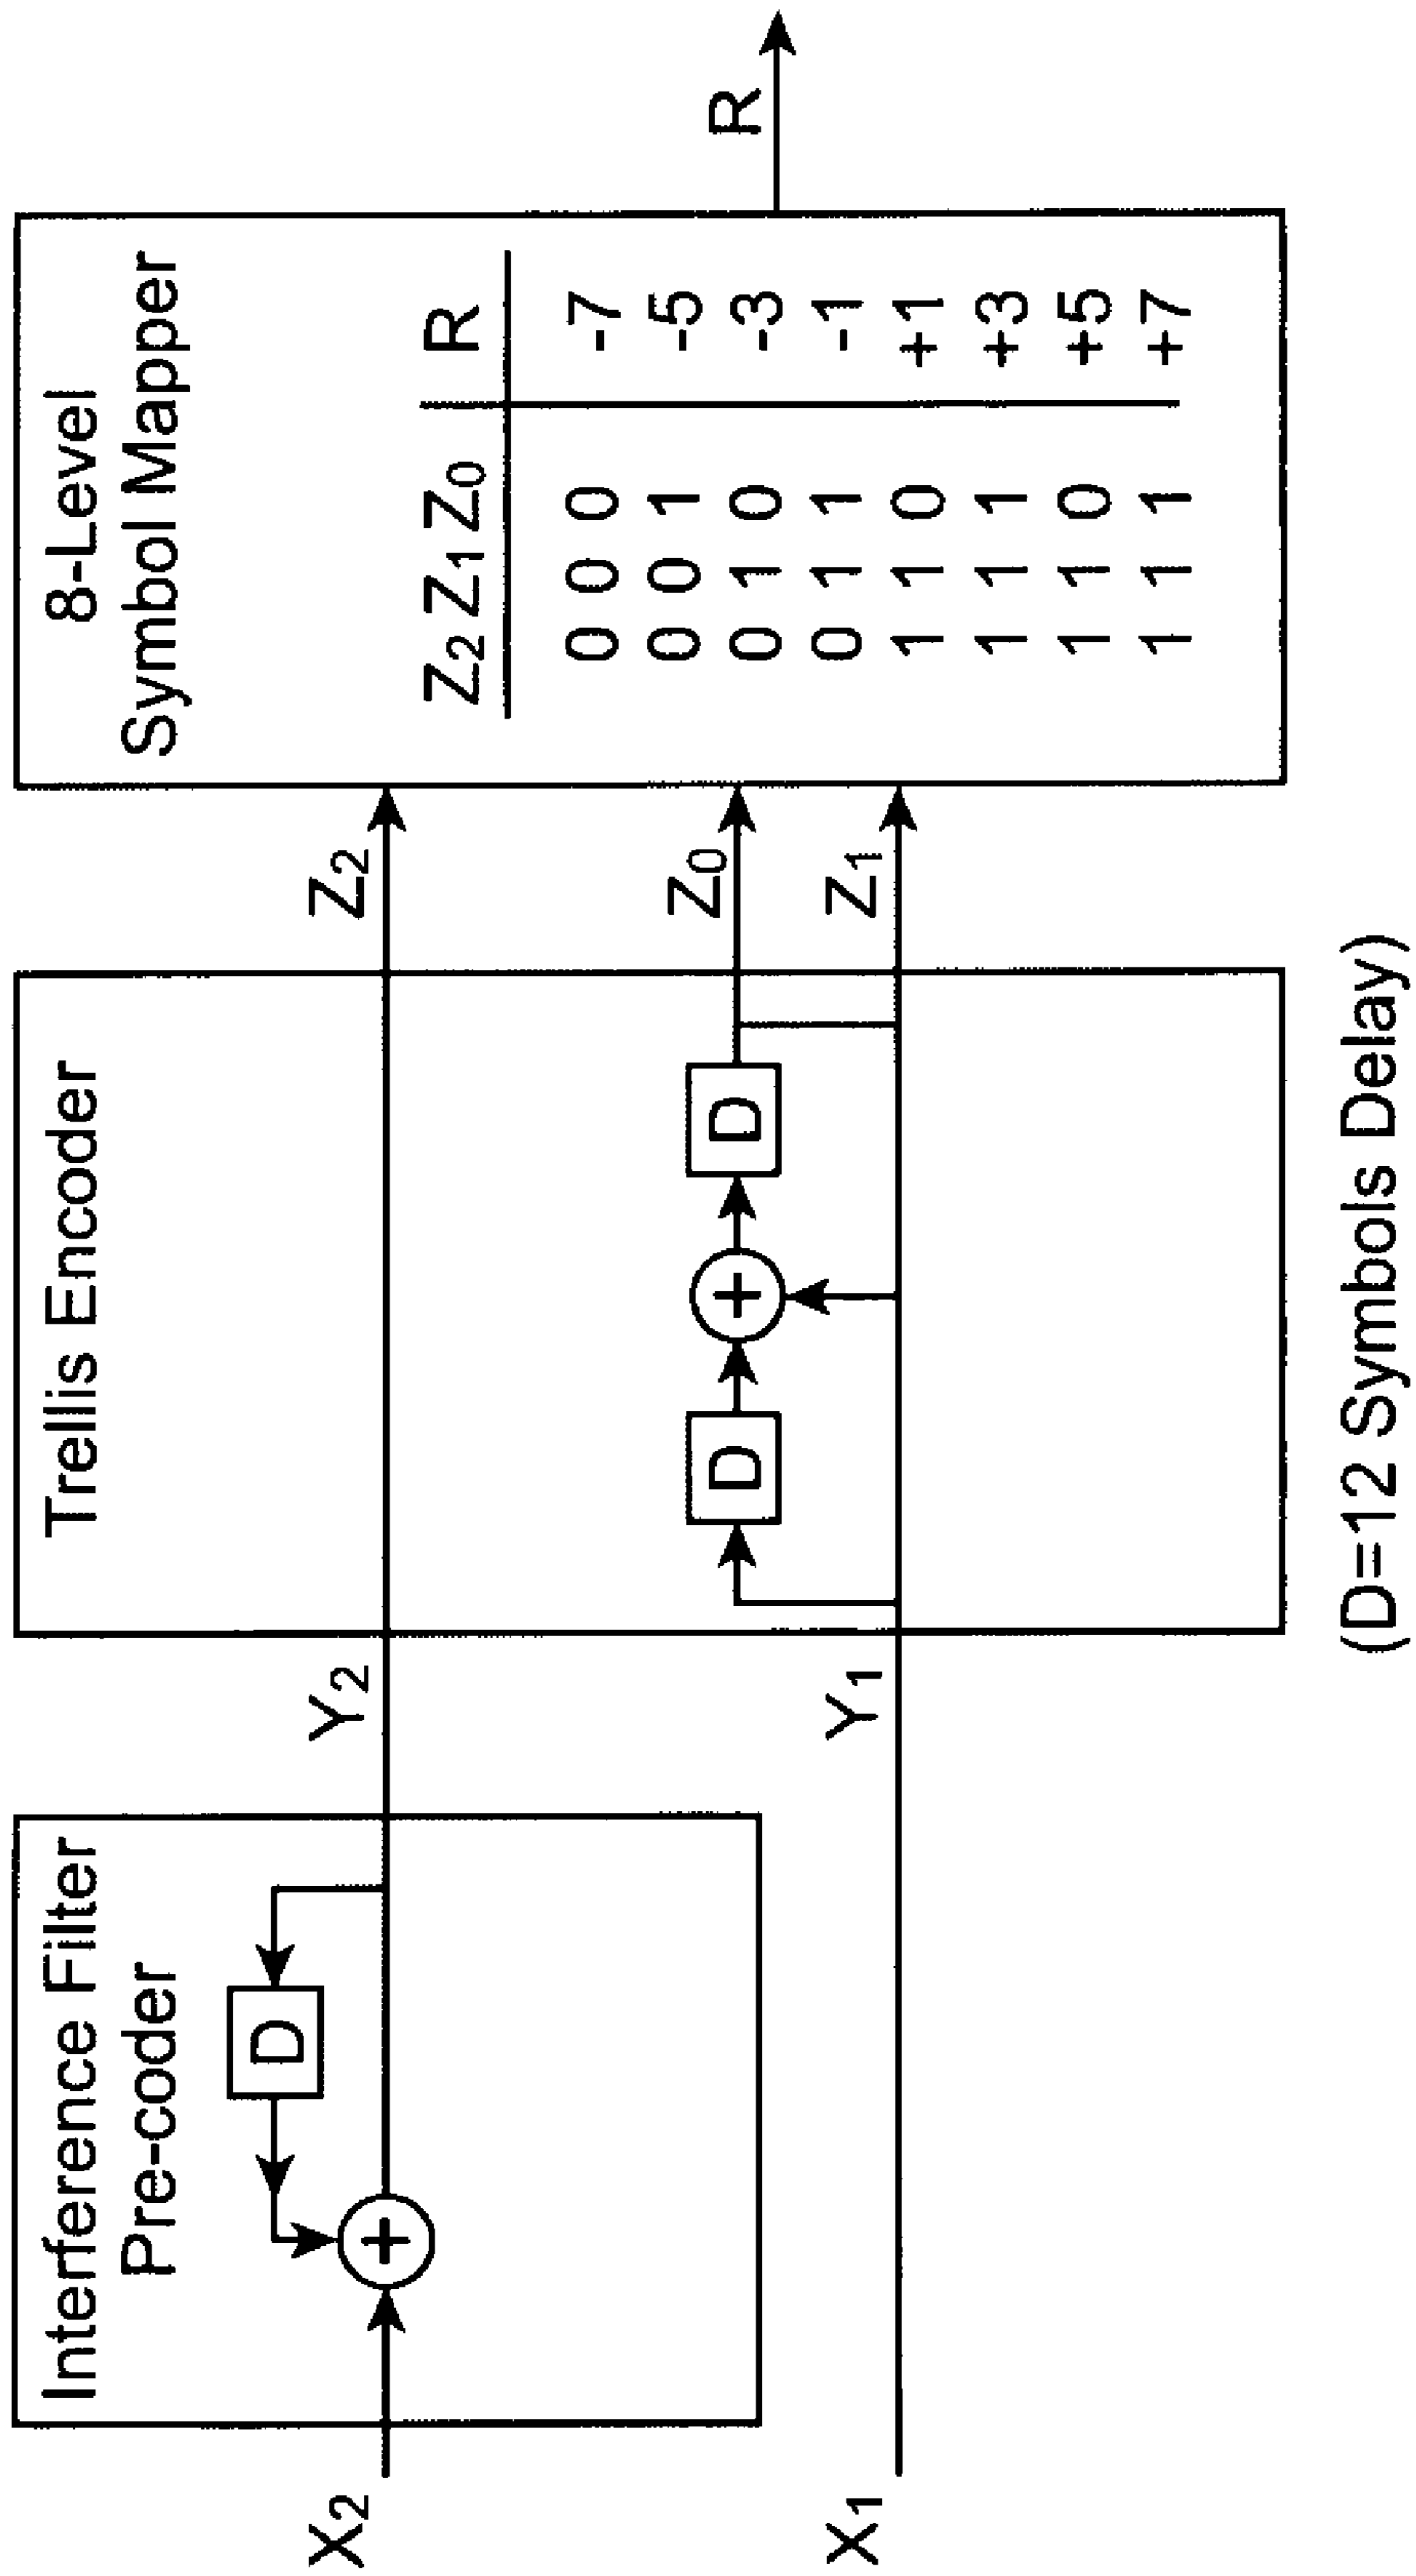 Interference Filter
Pre-coder
D
+
X2
X1
Y2
Y1
Trellis Encoder
D
+
D
Z2
Z0
Z1
8-Level
Symbol Mapper
Z2 Z1 Z0 R
0 0 0 -7
0 0 1 -5
0 1 0 -3
0 1 1 -1
1 1 0 +1
1 1 1 +3
1 1 0 +5
1 1 1 +7
R
(D=12 Symbols Delay)